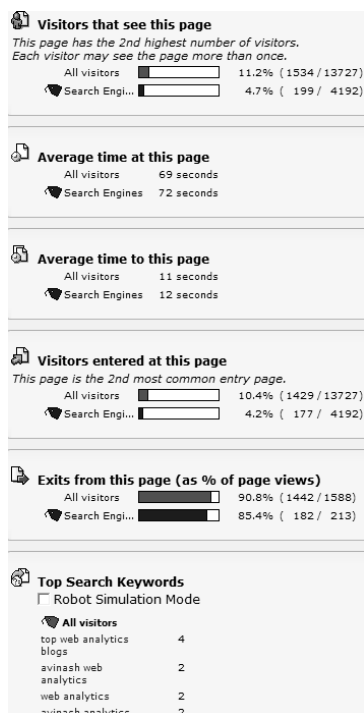 Visitors that see this page
This page has the 2nd highest number of visitors.
Each visitor may see the page more than once.
All visitors 11.2% (1534 / 13727)
Search Engi... 4.7% ( 199 / 4192)
Average time at this page
All visitors 69 seconds
Search Engines 72 seconds
Average time to this page
All visitors 11 seconds
Search Engines 12 seconds
Visitors entered at this page
This page is the 2nd most common entry page.
All visitors 10.4% (1429 / 13727)
Search Engi... 4.2% ( 177 / 4192)
Exits from this page (as % of page views)
All visitors 90.8% (1442 / 1588)
Search Engi... 85.4% ( 182 / 213)
Top Search Keywords
Robot Simulation Mode
All visitors
top web analytics 4
blogs
avinash web 2
analytics
web analytics 2
avinash analytics 2